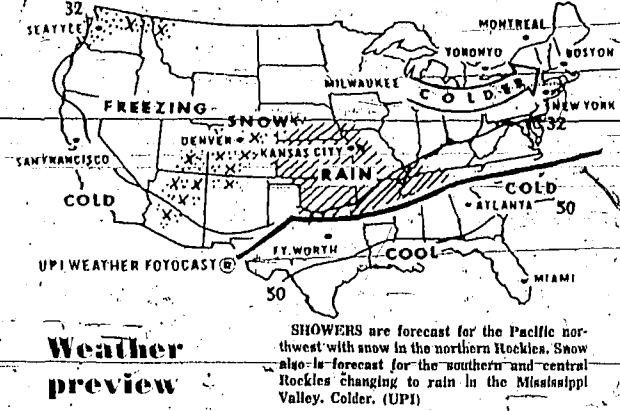 32
SEATTLE
MONTREAL
TORONTO
BOSTON
MILWAUKEE
COLDER
FREEZING
NEW YORK
SNOW
32
DENVER
KANSAS CITY
SAN FRANCISCO
RAIN
COLD
COLD
ATLANTA
50
FT. WORTH
COOL
UPI WEATHER FOTOCAST ®
MIAMI
50
Weather
preview
SHOWERS are forecast for the Pacific nor-
thwest with snow in the northern Rockies. Snow
also is forecast for the southern and central
Rockies changing to rain in the Mississippi
Valley. Colder. (UPI)